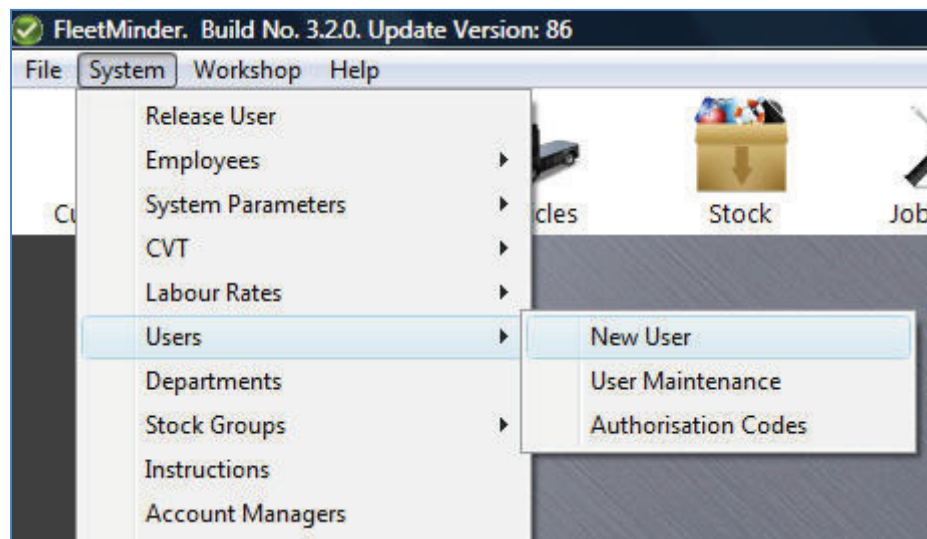 FleetMinder. Build No. 3.2.0. Update Version: 86
File System Workshop Help
Release User
Employees
System Parameters
CVT
Labour Rates
Users
Departments
Stock Groups
Instructions
Account Managers
New User
User Maintenance
Authorisation Codes
Cu
cles
Stock
Job